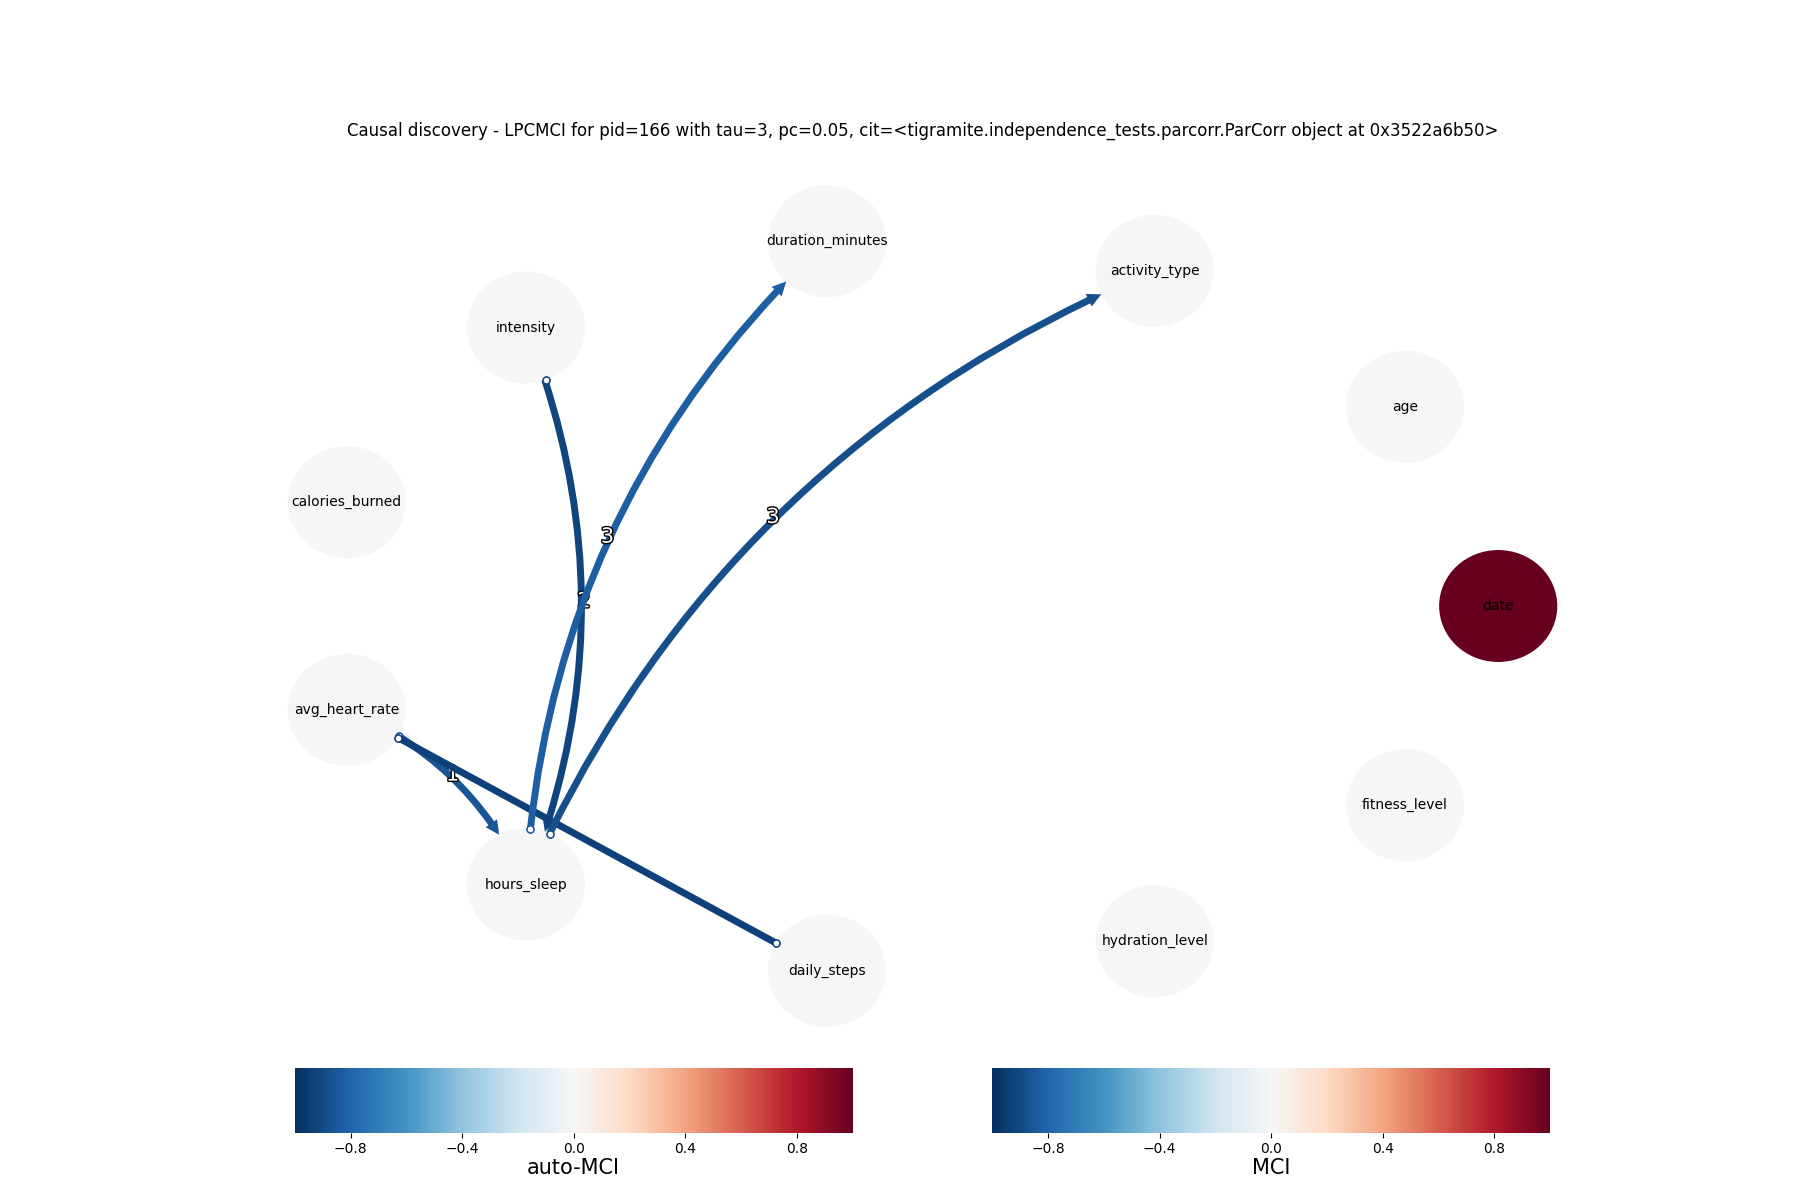 Causal discovery - LPCMCI for pid=166 with tau=3, pc=0.05, cit=<tigramite.independence_tests.parcorr.ParCorr object at 0x3522a6b50>
duration_minutes
activity_type
intensity
age
calories_burned
3
3
date
avg_heart_rate
1
fitness_level
hours_sleep
hydration_level
daily_steps
−0.8 −0.4 0.0 0.4 0.8
auto-MCI
−0.8 −0.4 0.0 0.4 0.8
MCI